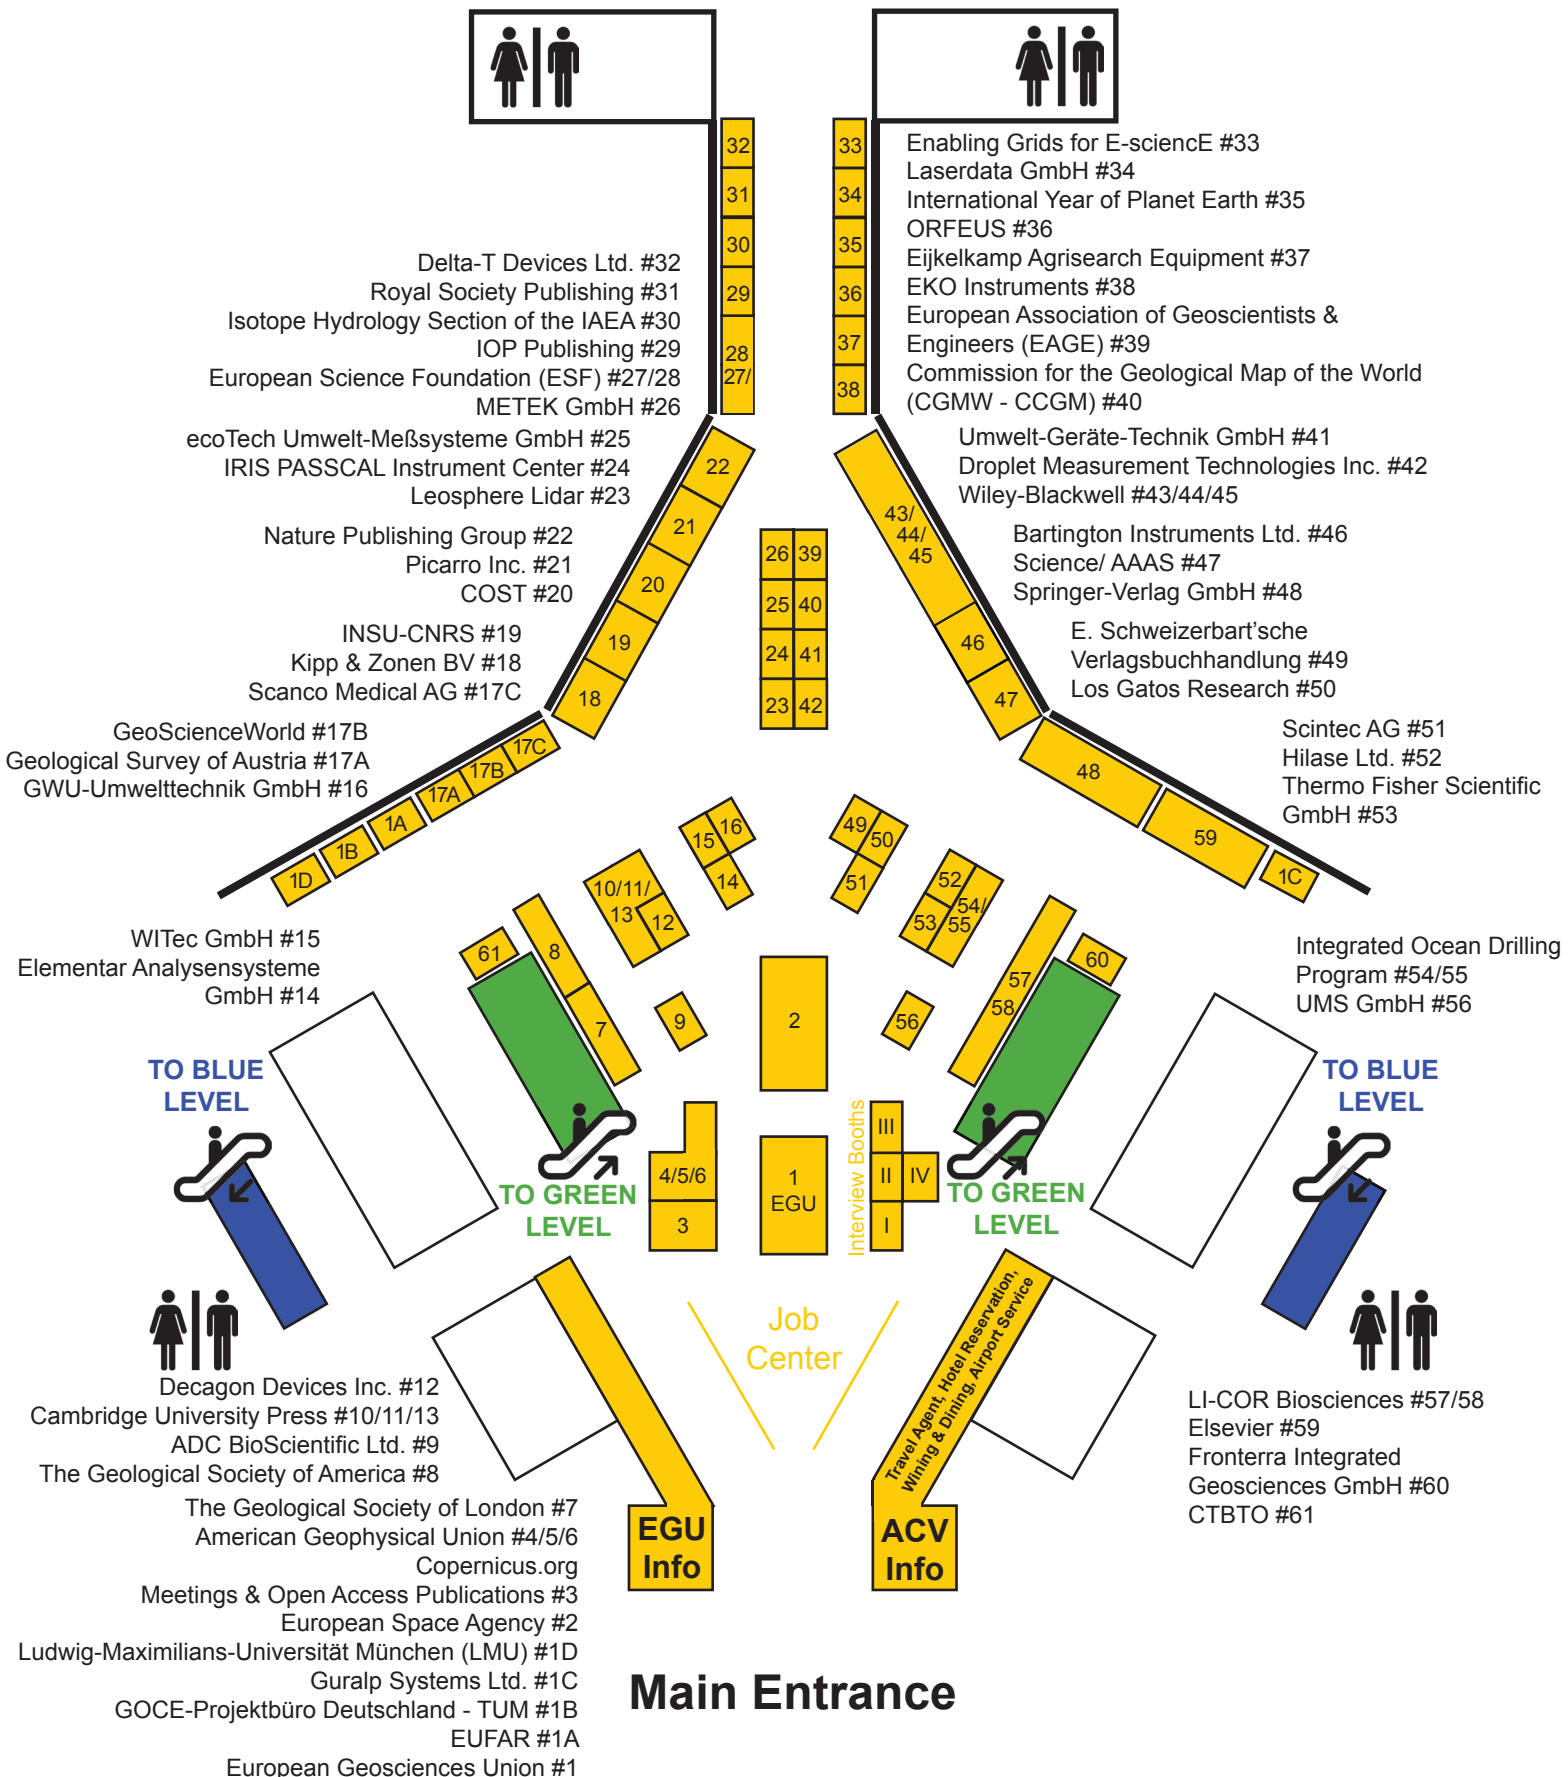 32
31
30
29
28
27/
33
34
35
36
37
38
Enabling Grids for E-sciencE #33
Laserdata GmbH #34
International Year of Planet Earth #35
ORFEUS #36
Eijkelkamp Agrisearch Equipment #37
EKO Instruments #38
European Association of Geoscientists &
Engineers (EAGE) #39
Commission for the Geological Map of the World
(CGMW - CCGM) #40
Delta-T Devices Ltd. #32
Royal Society Publishing #31
Isotope Hydrology Section of the IAEA #30
IOP Publishing #29
European Science Foundation (ESF) #27/28
METEK GmbH #26
ecoTech Umwelt-Meßsysteme GmbH #25
IRIS PASSCAL Instrument Center #24
Leosphere Lidar #23
Umwelt-Geräte-Technik GmbH #41
Droplet Measurement Technologies Inc. #42
Wiley-Blackwell #43/44/45
Nature Publishing Group #22
Picarro Inc. #21
COST #20
Bartington Instruments Ltd. #46
Science/ AAAS #47
Springer-Verlag GmbH #48
INSU-CNRS #19
Kipp & Zonen BV #18
Scanco Medical AG #17C
E. Schweizerbart'sche
Verlagsbuchhandlung #49
Los Gatos Research #50
GeoScienceWorld #17B
Geological Survey of Austria #17A
GWU-Umwelttechnik GmbH #16
Scintec AG #51
Hilase Ltd. #52
Thermo Fisher Scientific
GmbH #53
22
21
20
19
18
43/
44/
45
46
47
26 39
25 40
24 41
23 42
17C
17B
17A
1A
1B
1D
48
59
1C
15 16
14
49 50
51
10/11/
13 12
52
53
54/
55
61
8
7
9
2
56
57
58
60
WITec GmbH #15
Elementar Analysensysteme
GmbH #14
Integrated Ocean Drilling
Program #54/55
UMS GmbH #56
TO BLUE
LEVEL
TO BLUE
LEVEL
TO GREEN
LEVEL
TO GREEN
LEVEL
4/5/6
3
1
EGU
Interview Booths
III
II IV
I
Job
Center
Travel Agent, Hotel Reservation,
Wining & Dining, Airport Service
Decagon Devices Inc. #12
Cambridge University Press #10/11/13
ADC BioScientific Ltd. #9
The Geological Society of America #8
The Geological Society of London #7
American Geophysical Union #4/5/6
Copernicus.org
Meetings & Open Access Publications #3
European Space Agency #2
Ludwig-Maximilians-Universität München (LMU) #1D
Guralp Systems Ltd. #1C
GOCE-Projektbüro Deutschland - TUM #1B
EUFAR #1A
European Geosciences Union #1
LI-COR Biosciences #57/58
Elsevier #59
Fronterra Integrated
Geosciences GmbH #60
CTBTO #61
EGU
Info
ACV
Info
Main Entrance